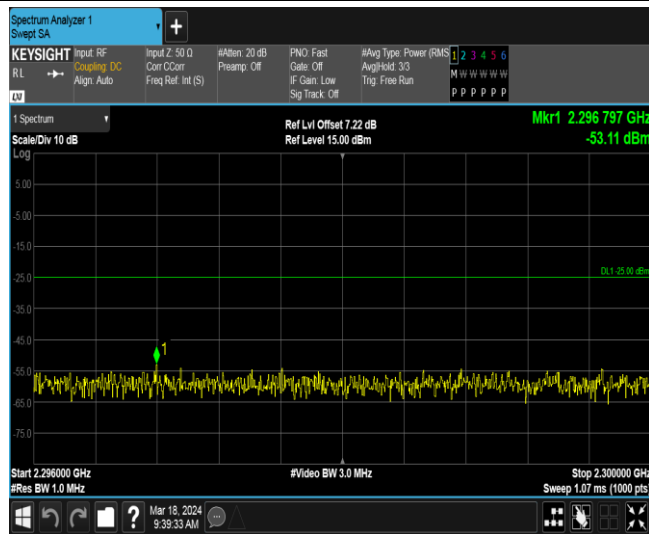 Spectrum Analyzer 1
Swept SA
+
KEYSIGHT
RL
LXI
Input: RF
Coupling: DC
Align: Auto
Input Z: 50 Ω
Corr CCorr
Freq Ref: Int (S)
#Atten: 20 dB
Preamp: Off
PNO: Fast
Gate: Off
IF Gain: Low
Sig Track: Off
#Avg Type: Power (RMS
Avg|Hold: 3/3
Trig: Free Run
1 2 3 4 5 6
M W W W W W
P P P P P P
1 Spectrum
Scale/Div 10 dB
Log
Ref Lvl Offset 7.22 dB
Ref Level 15.00 dBm
Mkr1 2.296 797 GHz
-53.11 dBm
5.00
-5.00
-15.0
-25.0
-35.0
-45.0
-55.0
-65.0
-75.0
DL1 -25.00 dBm
1
Start 2.296000 GHz
#Res BW 1.0 MHz
#Video BW 3.0 MHz
Stop 2.300000 GHz
Sweep 1.07 ms (1000 pts)
?
Mar 18, 2024
9:39:33 AM